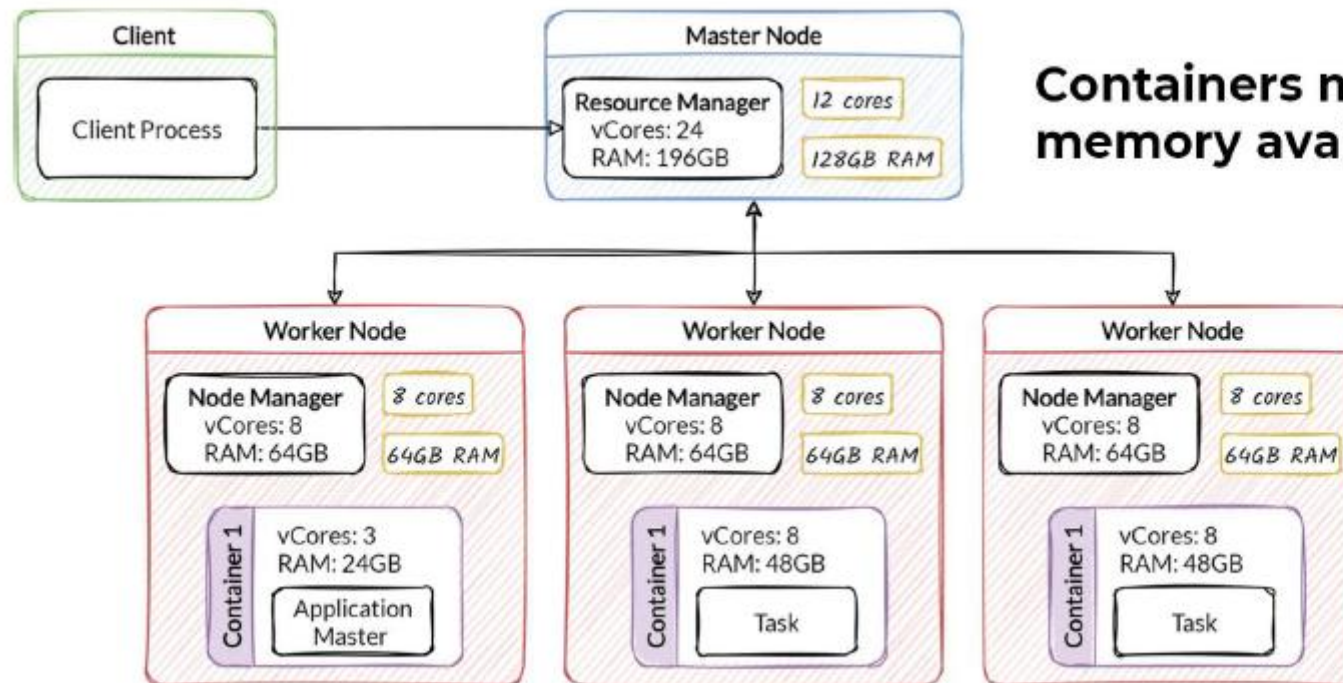 Client
Client Process
Master Node
Resource Manager
vCores: 24
RAM: 196GB
12 cores
128GB RAM
Containers
memory
Worker Node
Node Manager
vCores: 8
RAM: 64GB
8 cores
64GB RAM
Container 1
vCores: 3
RAM: 24GB
Application
Master
Worker Node
Node Manager
vCores: 8
RAM: 64GB
8 cores
64GB RAM
Container 1
vCores: 8
RAM: 48GB
Task
Worker Node
Node Manager
vCores: 8
RAM: 64GB
8 cores
64GB RAM
Container 1
vCores: 8
RAM: 48GB
Task